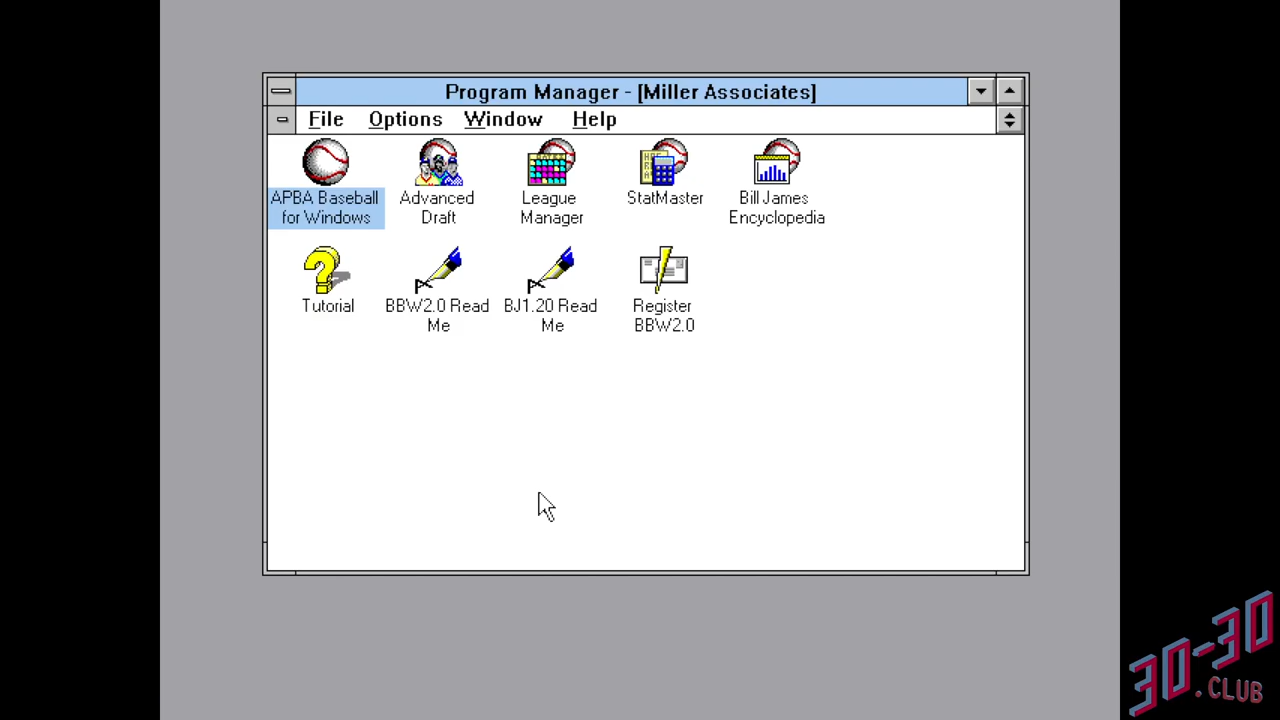 Program Manager - [Miller Associates]
File Options Window Help
APBA Baseball
for Windows
Advanced
Draft
League
Manager
StatMaster
Bill James
Encyclopedia
Tutorial
BBW2.0 Read
Me
BJ1.20 Read
Me
Register
BBW2.0
30-30
.CLUB